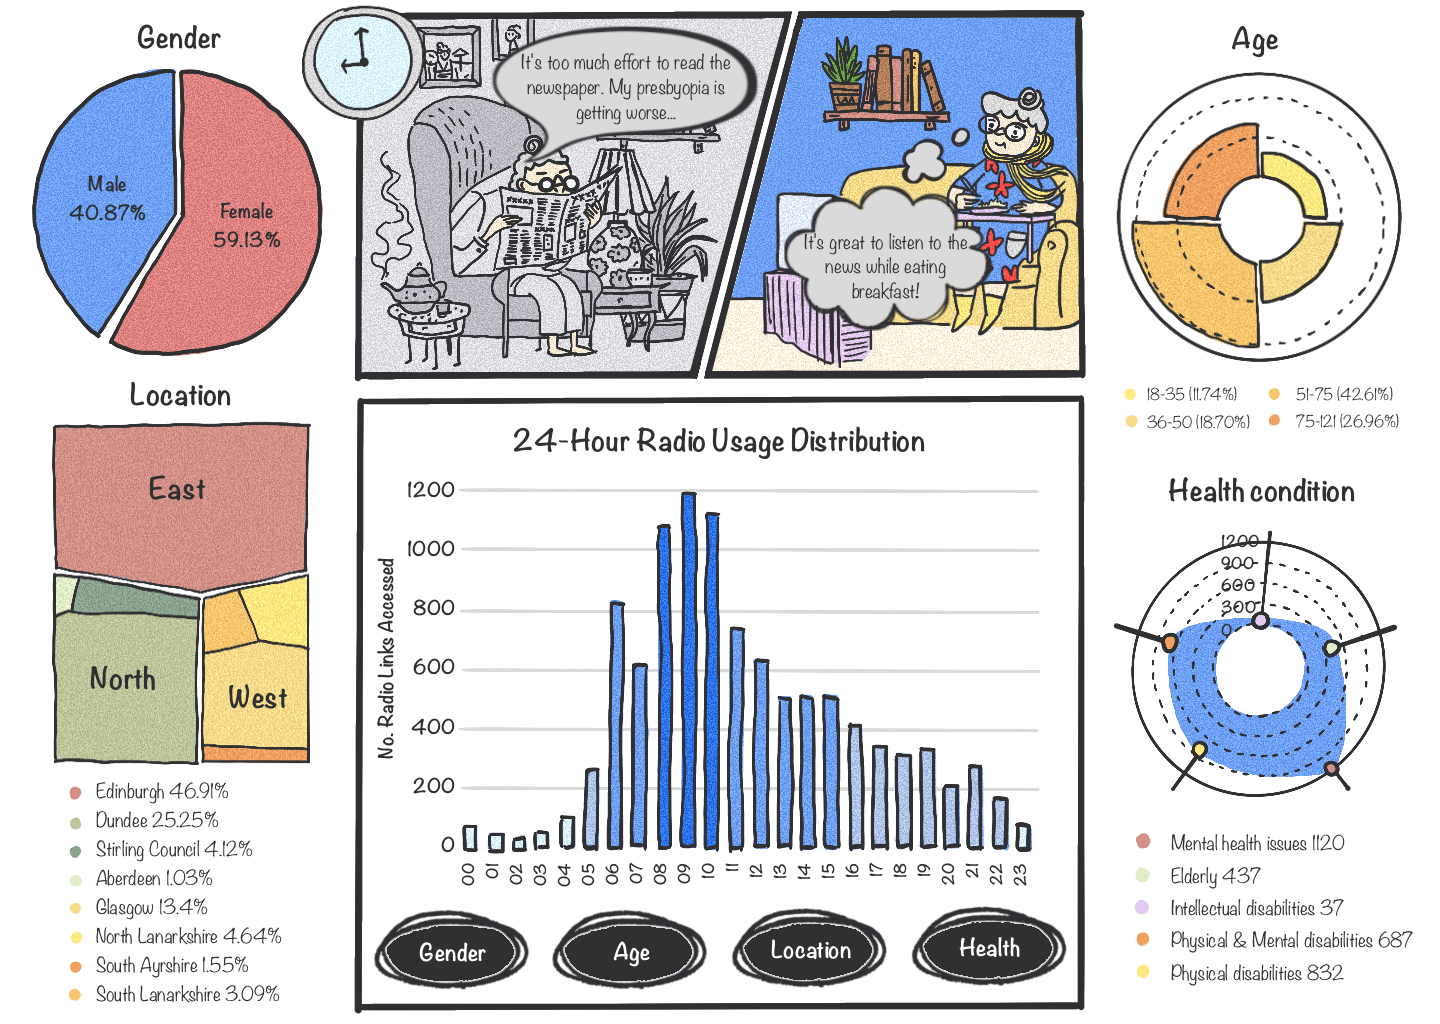 Gender
Male
40.87%
Female
59.13%
It's too much effort to read the
newspaper. My presbyopia is
getting worse...
It's great to listen to the
news while eating
breakfast!
Age
18-35 (11.74%)
51-75 (42.61%)
36-50 (18.70%)
75-121 (26.96%)
Location
East
North
West
Edinburgh 46.91%
Dundee 25.25%
Stirling Council 4.12%
Aberdeen 1.03%
Glasgow 13.4%
North Lanarkshire 4.64%
South Ayrshire 1.55%
South Lanarkshire 3.09%
24-Hour Radio Usage Distribution
No. Radio Links Accessed
1200
1000
800
600
400
200
0
00 01 02 03 04 05 06 07 08 09 10 11 12 13 14 15 16 17 18 19 20 21 22 23
Gender
Age
Location
Health
Health condition
1200
900
600
300
0
Mental health issues 1120
Elderly 437
Intellectual disabilities 37
Physical & Mental disabilities 687
Physical disabilities 832